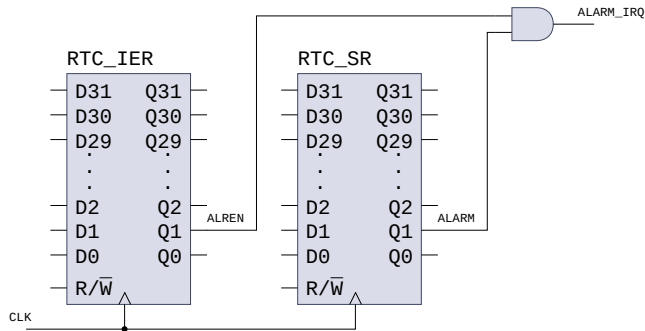 ALARM_IRQ
RTC_IER
D31 Q31
D30 Q30
D29 Q29
D2 Q2
D1 Q1
D0 Q0
R/W̅
ALREN
RTC_SR
D31 Q31
D30 Q30
D29 Q29
D2 Q2
D1 Q1
D0 Q0
R/W̅
ALARM
CLK